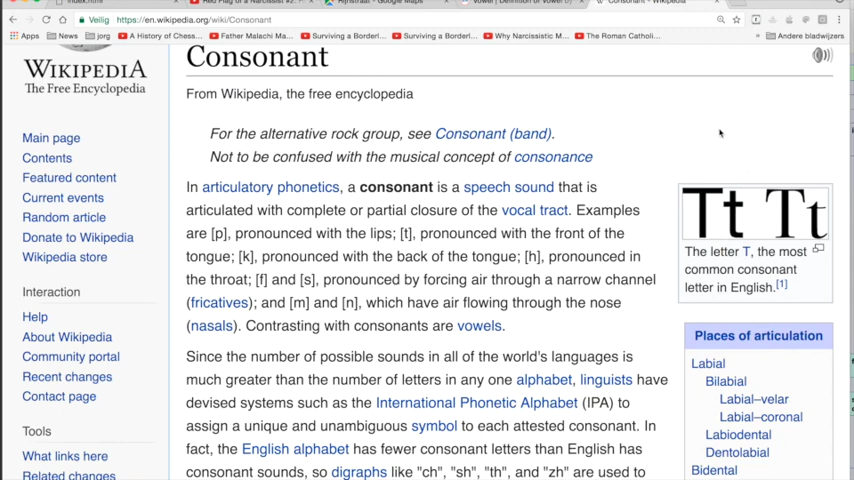 index.html
Veilig
https://en.wikipedia.org/wiki/Consonant
Apps
News
jorg
A History of Chess…
Father Malachi Ma…
Surviving a Borderl…
Surviving a Borderl…
Why Narcissist M…
The Roman Catholi…
» Andere bladwijzers
WIKIPEDIA
The Free Encyclopedia
Main page
Contents
Featured content
Current events
Random article
Donate to Wikipedia
Wikipedia store
Interaction
Help
About Wikipedia
Community portal
Recent changes
Contact page
Tools
What links here
Related changes
Consonant
From Wikipedia, the free encyclopedia
For the alternative rock group, see Consonant (band).
Not to be confused with the musical concept of consonance
In articulatory phonetics, a consonant is a speech sound that is
articulated with complete or partial closure of the vocal tract. Examples
are [p], pronounced with the lips; [t], pronounced with the front of the
tongue; [k], pronounced with the back of the tongue; [h], pronounced in
the throat; [f] and [s], pronounced by forcing air through a narrow channel
(fricatives); and [m] and [n], which have air flowing through the nose
(nasals). Contrasting with consonants are vowels.
Since the number of possible sounds in all of the world's languages is
much greater than the number of letters in any one alphabet, linguists have
devised systems such as the International Phonetic Alphabet (IPA) to
assign a unique and unambiguous symbol to each attested consonant. In
fact, the English alphabet has fewer consonant letters than English has
consonant sounds, so digraphs like "ch", "sh", "th", and "zh" are used to
Tt Tt
The letter T, the most
common consonant
letter in English.[1]
Places of articulation
Labial
Bilabial
Labial–velar
Labial–coronal
Labiodental
Dentolabial
Bidental